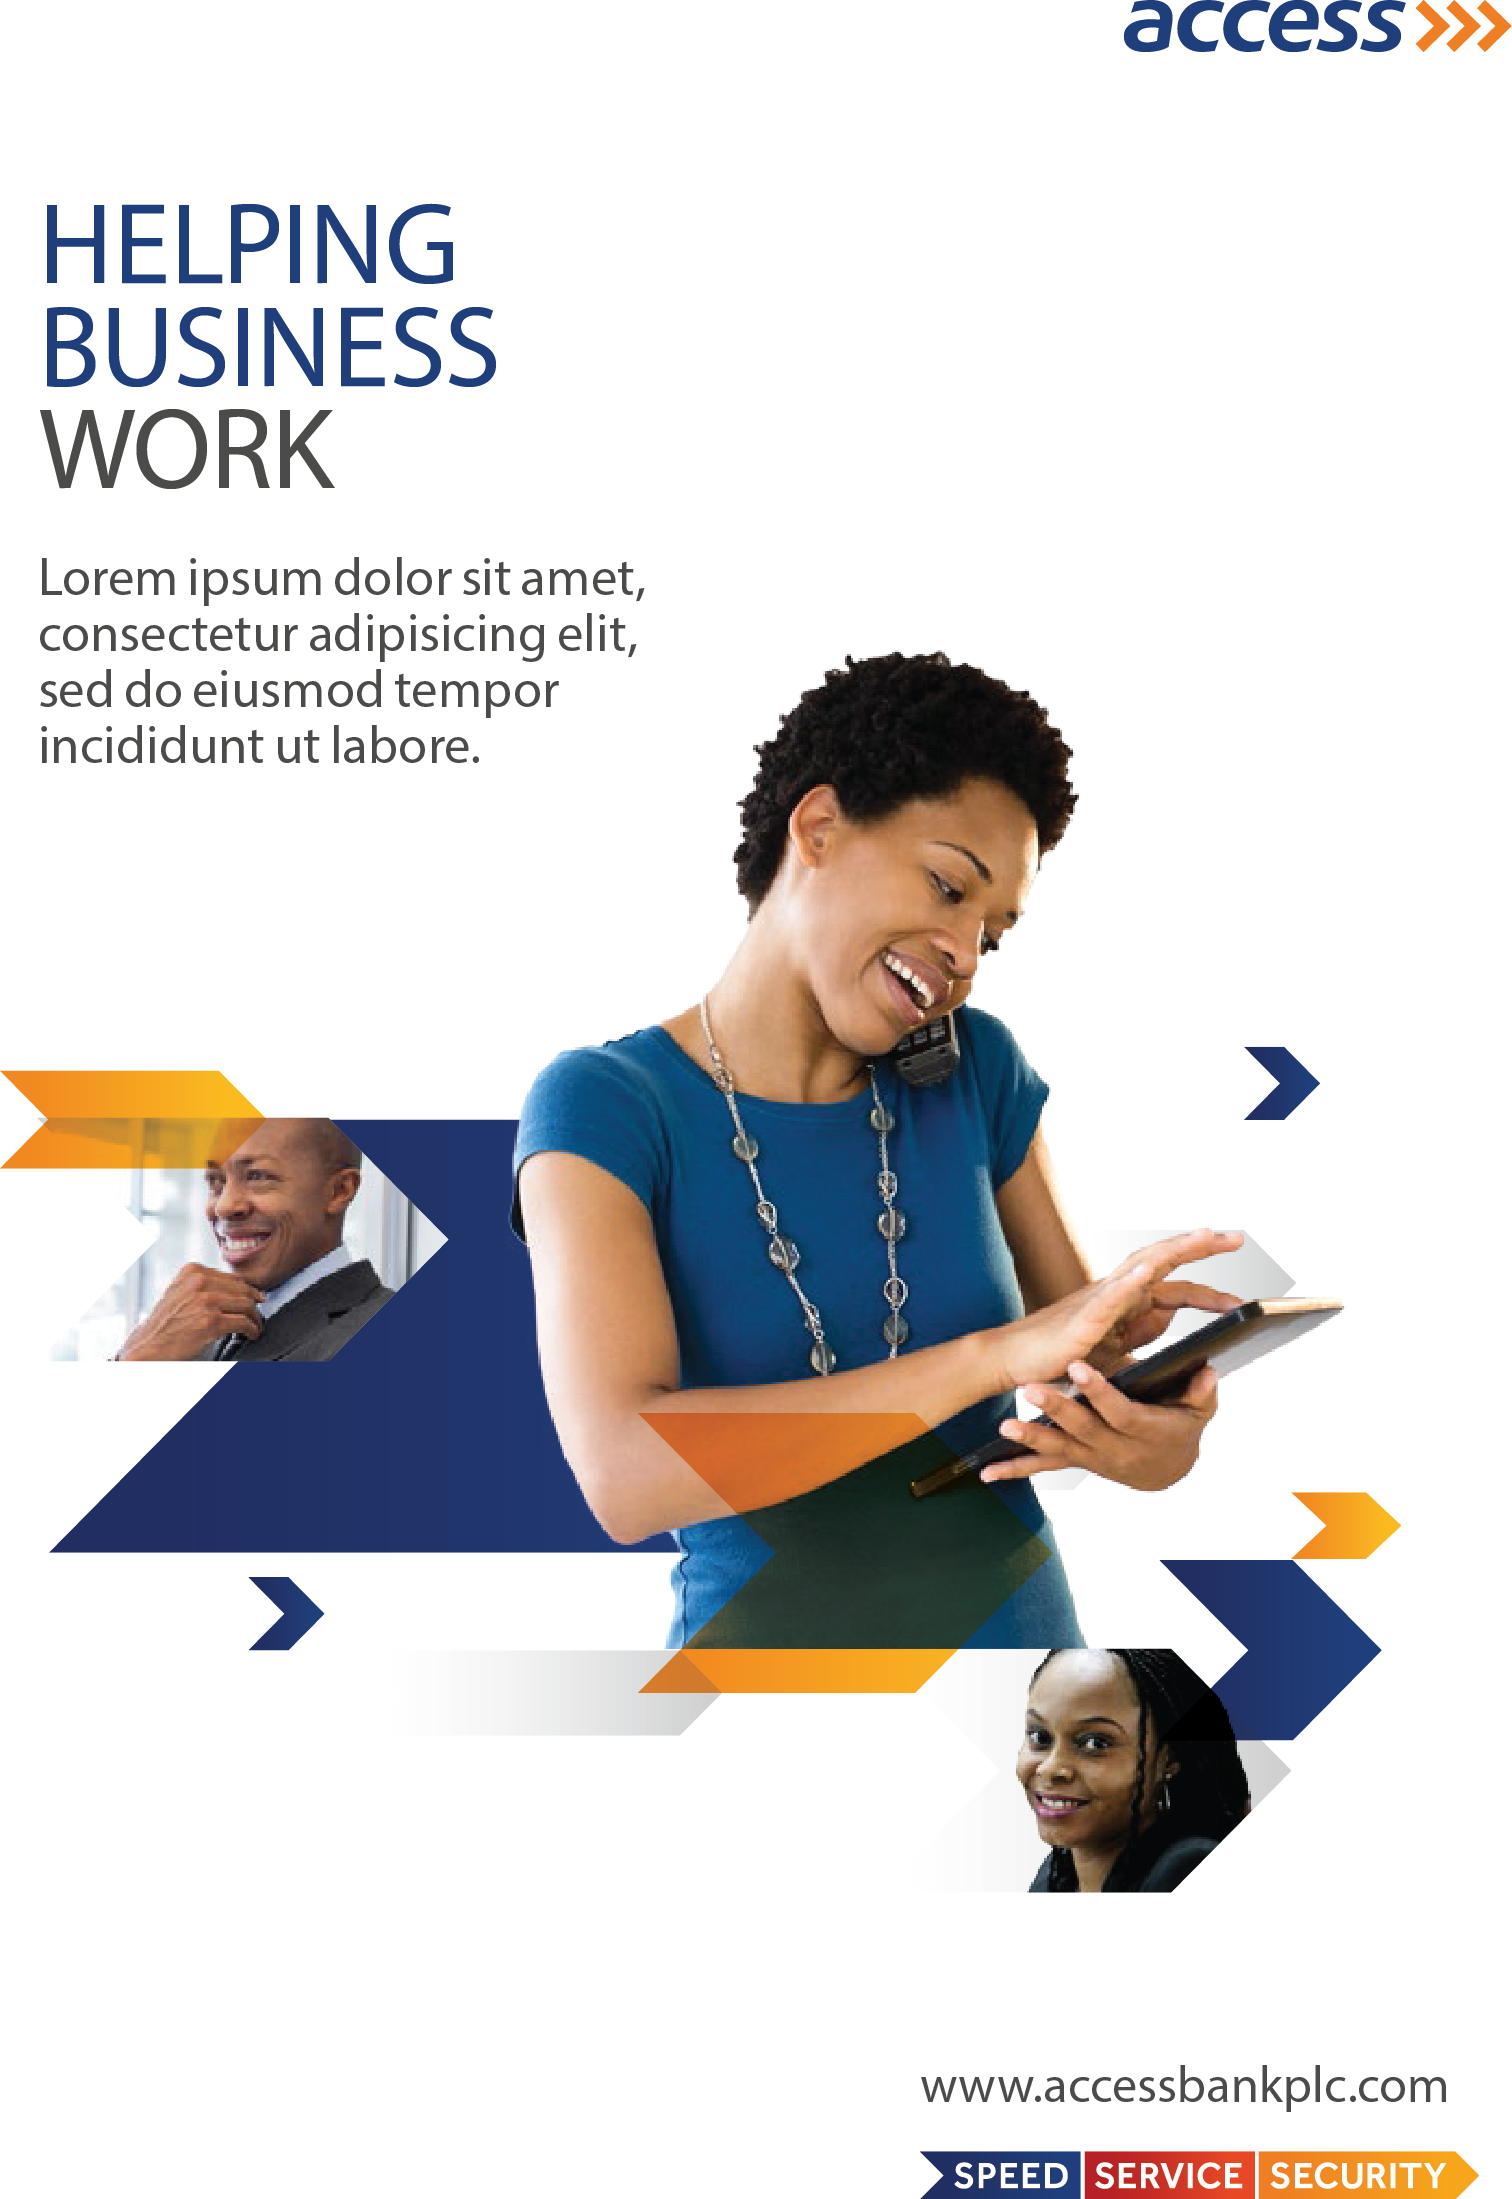 access
HELPING
BUSINESS
WORK
Lorem ipsum dolor sit amet,
consectetur adipisicing elit,
sed do eiusmod tempor
incididunt ut labore.
www.accessbankplc.com
SPEED SERVICE SECURITY